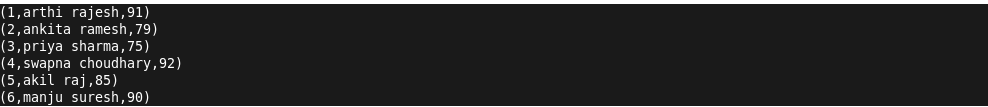 (1,arthi rajesh,91)
(2,ankita ramesh,79)
(3,priya sharma,75)
(4,swapna choudhary,92)
(5,akil raj,85)
(6,manju suresh,90)